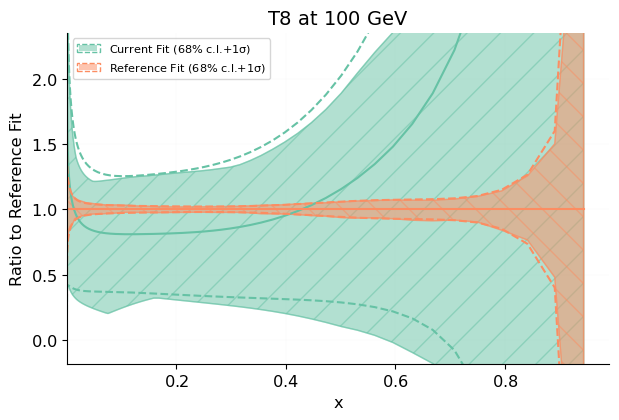 T8 at 100 GeV
Current Fit (68% c.l.+1σ)
Reference Fit (68% c.l.+1σ)
Ratio to Reference Fit
2.0
1.5
1.0
0.5
0.0
0.2 0.4 0.6 0.8
x